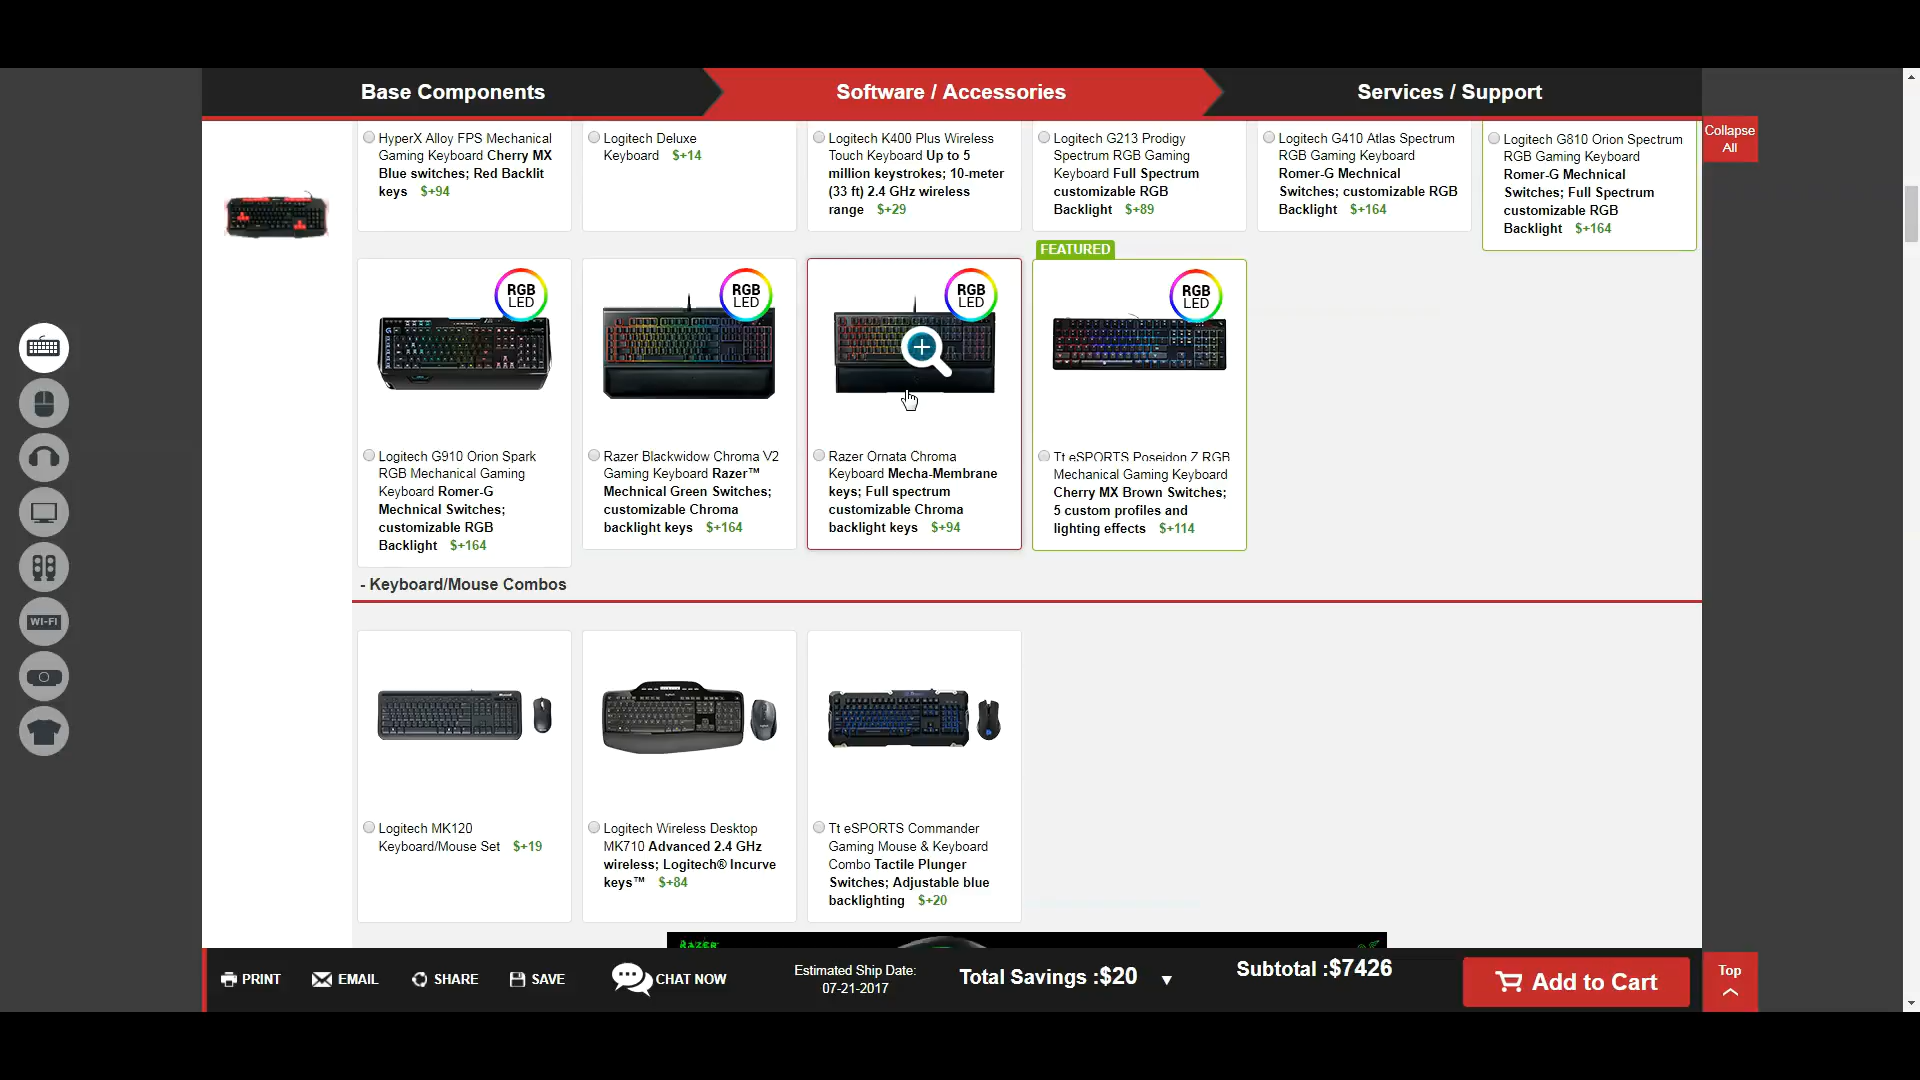 Base Components
Software / Accessories
Services / Support
Collapse
All
HyperX Alloy FPS Mechanical
Gaming Keyboard Cherry MX
Blue switches; Red Backlit
keys $+94
Logitech Deluxe
Keyboard $+14
Logitech K400 Plus Wireless
Touch Keyboard Up to 5
million keystrokes; 10-meter
(33 ft) 2.4 GHz wireless
range $+29
Logitech G213 Prodigy
Spectrum RGB Gaming
Keyboard Full Spectrum
customizable RGB
Backlight $+89
Logitech G410 Atlas Spectrum
RGB Gaming Keyboard
Romer-G Mechnical
Switches; customizable RGB
Backlight $+164
Logitech G810 Orion Spectrum
RGB Gaming Keyboard
Romer-G Mechnical
Switches; Full Spectrum
customizable RGB
Backlight $+164
FEATURED
RGB
LED
RGB
LED
RGB
LED
RGB
LED
Logitech G910 Orion Spark
RGB Mechanical Gaming
Keyboard Romer-G
Mechnical Switches;
customizable RGB
Backlight $+164
Razer Blackwidow Chroma V2
Gaming Keyboard Razer™
Mechnical Green Switches;
customizable Chroma
backlight keys $+164
Razer Ornata Chroma
Keyboard Mecha-Membrane
keys; Full spectrum
customizable Chroma
backlight keys $+94
Tt eSPORTS Poseidon Z RGB
Mechanical Gaming Keyboard
Cherry MX Brown Switches;
5 custom profiles and
lighting effects $+114
- Keyboard/Mouse Combos
WI-FI
Logitech MK120
Keyboard/Mouse Set $+19
Logitech Wireless Desktop
MK710 Advanced 2.4 GHz
wireless; Logitech® Incurve
keys™ $+84
Tt eSPORTS Commander
Gaming Mouse & Keyboard
Combo Tactile Plunger
Switches; Adjustable blue
backlighting $+20
RAZER
PRINT
EMAIL
SHARE
SAVE
CHAT NOW
Estimated Ship Date:
07-21-2017
Total Savings :$20 ▼
Subtotal :$7426
Add to Cart
Top